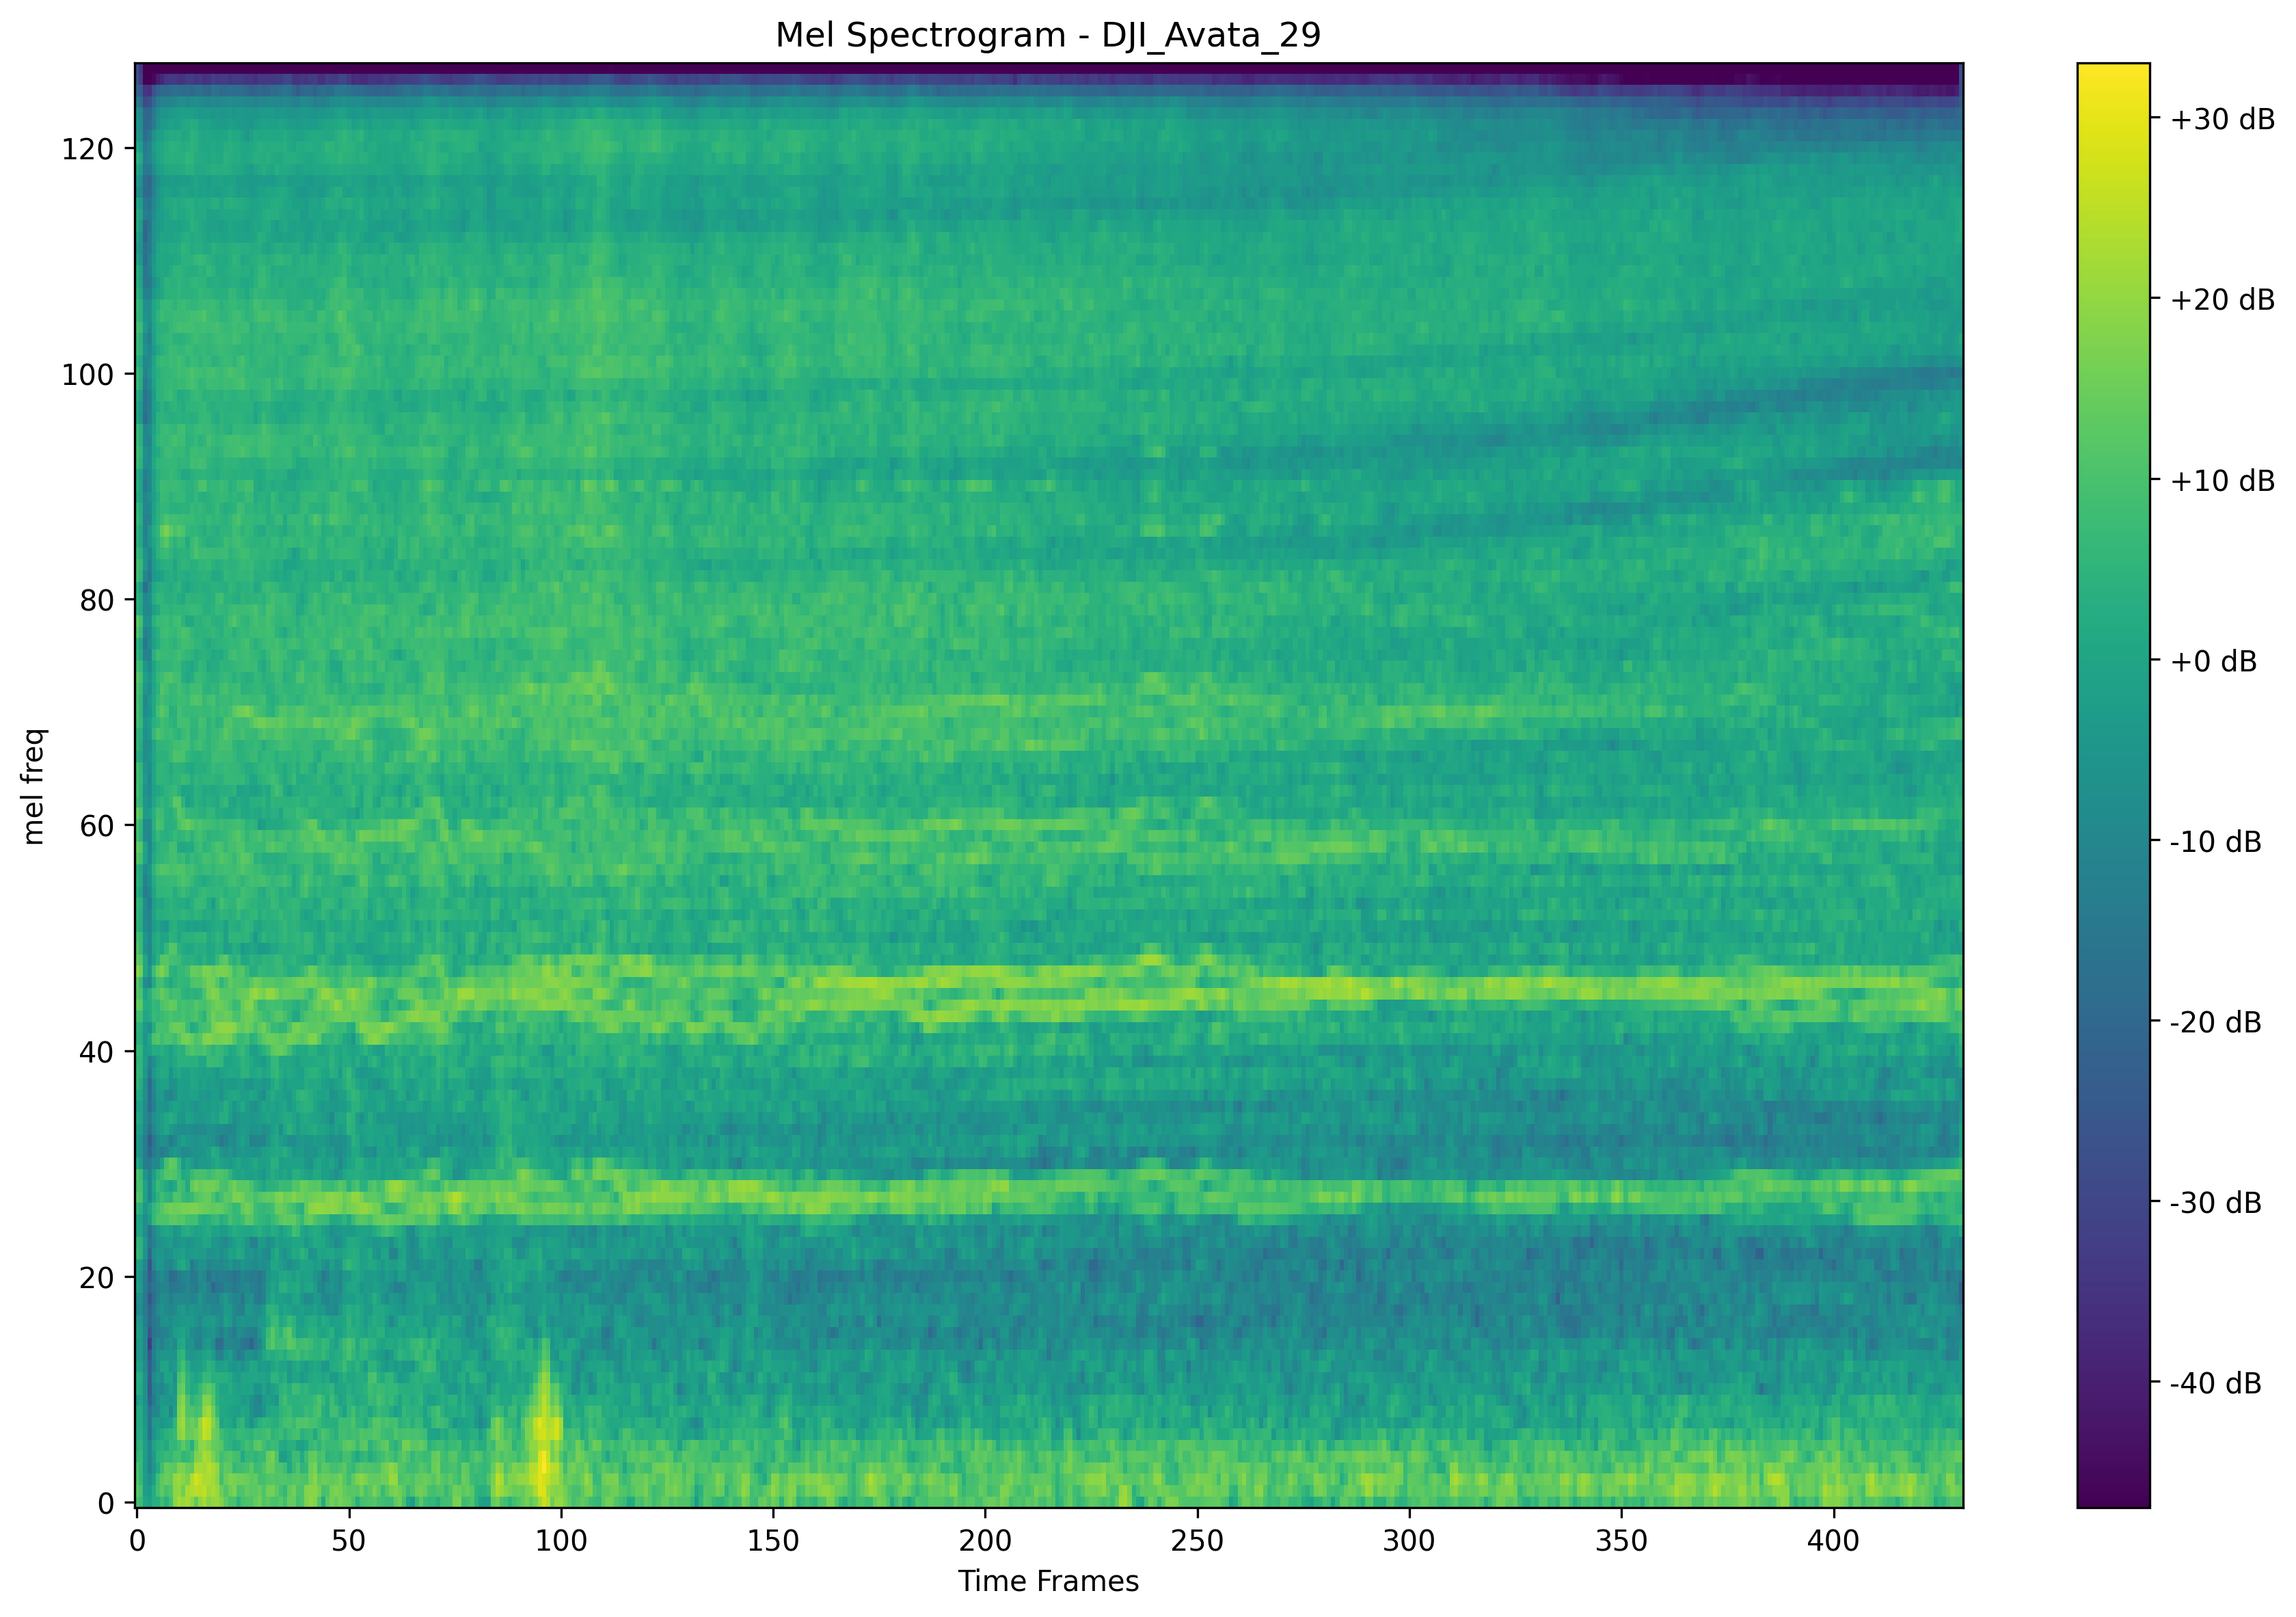 Mel Spectrogram - DJI_Avata_29
mel freq
120
100
80
60
40
20
0
0 50 100 150 200 250 300 350 400
Time Frames
+30 dB
+20 dB
+10 dB
+0 dB
-10 dB
-20 dB
-30 dB
-40 dB